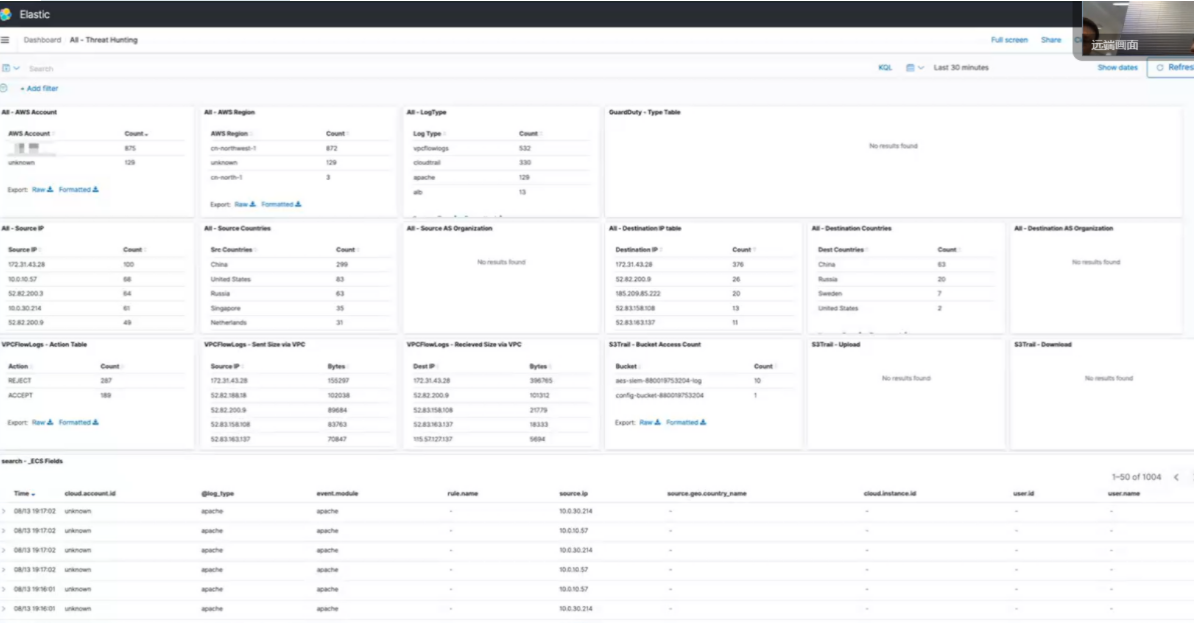 Elastic
Dashboard All - Threat Hunting Full screen Share
远端画面
Search KQL Last 30 minutes Show dates Refres
+ Add filter
All - AWS Account
AWS Account Count
875
unknown 129
Export: Raw Formatted
All - AWS Region
AWS Region Count
cn-northwest-1 872
unknown 129
cn-north-1 3
Export: Raw Formatted
All - LogType
Log Type Count
vpcflowlogs 532
cloudtrail 330
apache 129
alb 13
GuardDuty - Type Table
No results found
All - Source IP
Source IP Count
172.31.43.28 100
10.0.10.57 68
52.82.200.3 64
10.0.30.214 61
52.82.200.9 49
All - Source Countries
Src Countries Count
China 299
United States 83
Russia 63
Singapore 35
Netherlands 31
All - Source AS Organization
No results found
All - Destination IP table
Destination IP Count
172.31.43.28 376
52.82.200.9 26
185.209.85.222 20
52.83.158.108 13
52.83.163.137 11
All - Destination Countries
Dest Countries Count
China 63
Russia 20
Sweden 7
United States 2
All - Destination AS Organization
No results found
VPCFlowLogs - Action Table
Action Count
REJECT 287
ACCEPT 189
Export: Raw Formatted
VPCFlowLogs - Sent Size via VPC
Source IP Bytes
172.31.43.28 155297
52.82.188.18 102038
52.82.200.9 89684
52.83.158.108 83763
52.83.163.137 70847
VPCFlowLogs - Recieved Size via VPC
Dest IP Bytes
172.31.43.28 396765
52.82.200.9 101312
52.83.158.108 21779
52.83.163.137 18333
115.57.127.137 5694
S3Trail - Bucket Access Count
Bucket Count
aes-siem-880019753204-log 10
config-bucket-880019753204 1
Export: Raw Formatted
S3Trail - Upload
No results found
S3Trail - Download
No results found
search - _ECS Fields
1–50 of 1004
Time cloud.account.id @log_type event.module rule.name source.ip source.geo.country_name cloud.instance.id user.id user.name
08/13 19:17:02 unknown apache apache - 10.0.30.214 - - - -
08/13 19:17:02 unknown apache apache - 10.0.10.57 - - - -
08/13 19:17:02 unknown apache apache - 10.0.30.214 - - - -
08/13 19:17:02 unknown apache apache - 10.0.10.57 - - - -
08/13 19:16:01 unknown apache apache - 10.0.10.57 - - - -
08/13 19:16:01 unknown apache apache - 10.0.30.214 - - - -